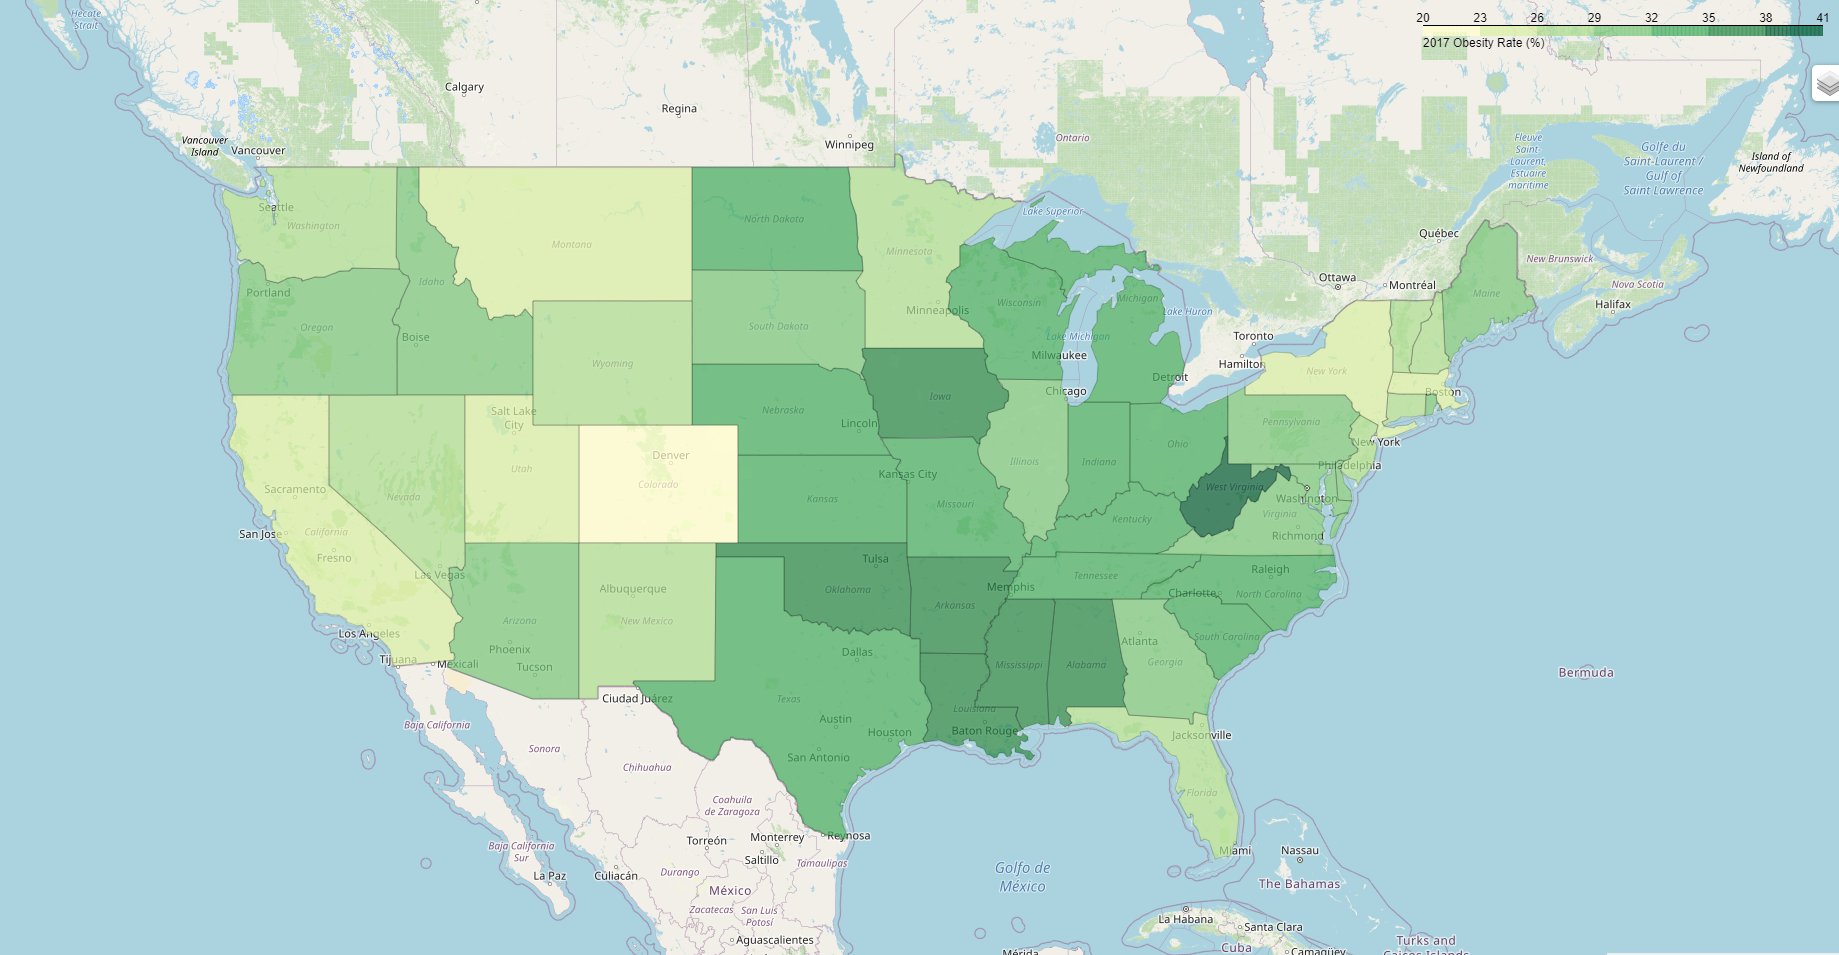 Hecate
Strait
20 23 26 29 32 35 38 41
2017 Obesity Rate (%)
Calgary
Regina
Winnipeg
Ontario
Vancouver
Island
Vancouver
Fleuve
Saint-
Laurent,
Estuaire
maritime
Golfe du
Saint-Laurent /
Gulf of
Saint Lawrence
Island of
Newfoundland
Seattle
Washington
North Dakota
Montana
Minnesota
Lake Superior
Québec
New Brunswick
Nova Scotia
Ottawa
Montréal
Halifax
Maine
Portland
Idaho
Oregon
Boise
South Dakota
Minneapolis
Wisconsin
Michigan
Lake Huron
Lake Michigan
Toronto
Hamilton
Milwaukee
Detroit
Chicago
New York
Boston
Wyoming
Iowa
Nebraska
Lincoln
Salt Lake
City
Utah
Denver
Colorado
Nevada
Sacramento
California
San Jose
Fresno
Las Vegas
Kansas City
Kansas
Missouri
Illinois
Indiana
Ohio
Pennsylvania
New York
Philadelphia
West Virginia
Washington
Virginia
Richmond
Kentucky
Tulsa
Oklahoma
Albuquerque
New Mexico
Arizona
Phoenix
Tucson
Los Angeles
Tijuana
Mexicali
Memphis
Arkansas
Tennessee
Raleigh
Charlotte
North Carolina
South Carolina
Atlanta
Georgia
Mississippi
Alabama
Dallas
Texas
Austin
Houston
San Antonio
Louisiana
Baton Rouge
Jacksonville
Florida
Miami
Bermuda
Ciudad Juárez
Baja California
Sonora
Chihuahua
Coahuila
de Zaragoza
Torreón
Monterrey
Reynosa
Saltillo
Tamaulipas
Baja California
Sur
La Paz
Culiacán
Durango
México
Zacatecas
San Luis
Potosí
Aguascalientes
Golfo de
México
Nassau
The Bahamas
La Habana
Santa Clara
Cuba
Camagüey
Turks and
Caicos Islands
Mérida